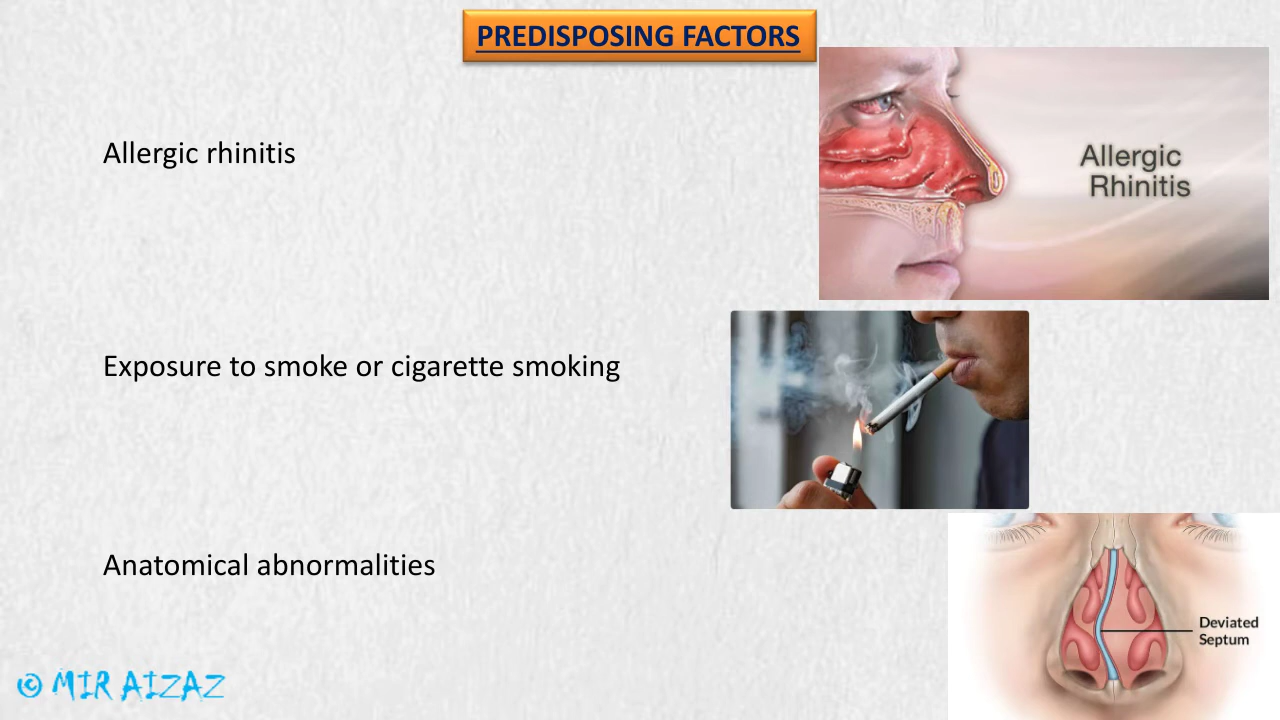 PREDISPOSING FACTORS
Allergic rhinitis
Allergic
Rhinitis
Exposure to smoke or cigarette smoking
Anatomical abnormalities
Deviated
Septum
© MIR AIZAZ